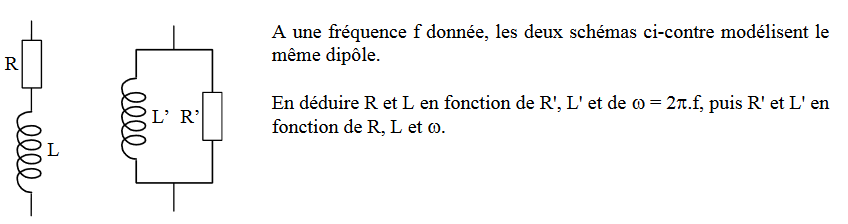 A une fréquence f donnée, les deux schémas ci-contre modélisent le
même dipôle.
En déduire R et L en fonction de R', L' et de ω = 2π.f, puis R' et L' en
fonction de R, L et ω.
R
L
L’ R’